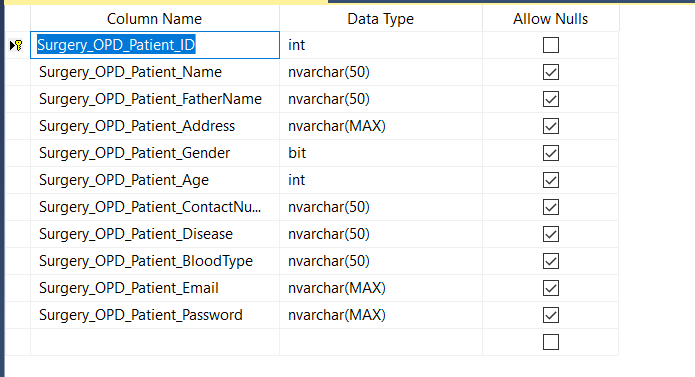 Column Name Data Type Allow Nulls
Surgery_OPD_Patient_ID int
Surgery_OPD_Patient_Name nvarchar(50)
Surgery_OPD_Patient_FatherName nvarchar(50)
Surgery_OPD_Patient_Address nvarchar(MAX)
Surgery_OPD_Patient_Gender bit
Surgery_OPD_Patient_Age int
Surgery_OPD_Patient_ContactNu... nvarchar(50)
Surgery_OPD_Patient_Disease nvarchar(50)
Surgery_OPD_Patient_BloodType nvarchar(50)
Surgery_OPD_Patient_Email nvarchar(MAX)
Surgery_OPD_Patient_Password nvarchar(MAX)